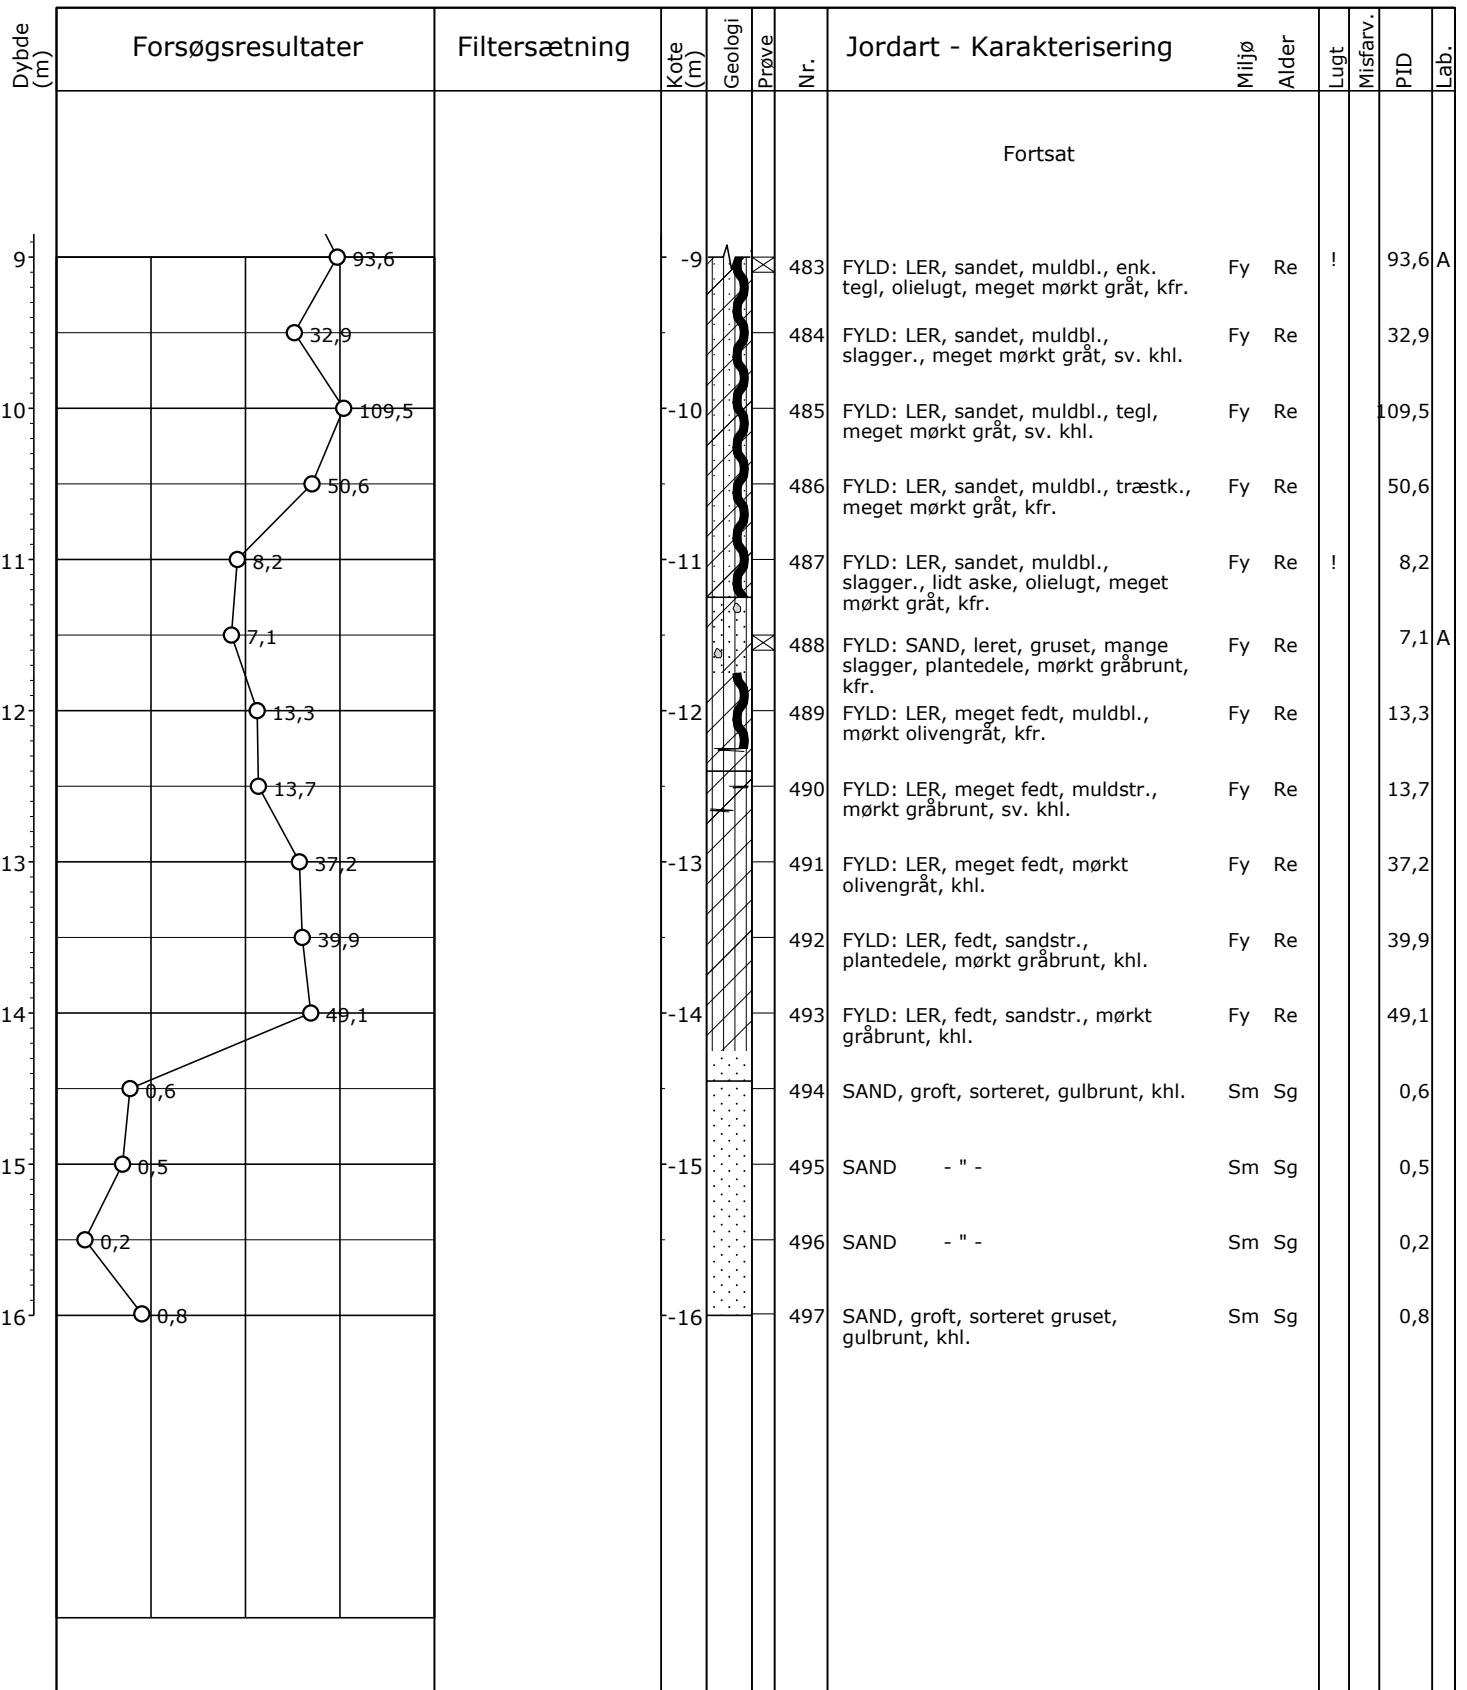 Dybde (m)
Forsøgsresultater
Filtersætning
Kote (m)
Geologi
Prøve
Nr.
Jordart - Karakterisering
Miljø
Alder
Lugt
Misfarv.
PID
Lab.
Fortsat
9 93,6 -9 483 FYLD: LER, sandet, muldbl., enk. Fy Re ! 93,6 A
tegl, olielugt, meget mørkt gråt, kfr.
32,9 484 FYLD: LER, sandet, muldbl., Fy Re 32,9
slagger., meget mørkt gråt, sv. khl.
10 109,5 -10 485 FYLD: LER, sandet, muldbl., tegl, Fy Re 109,5
meget mørkt gråt, sv. khl.
50,6 486 FYLD: LER, sandet, muldbl., træstk., Fy Re 50,6
meget mørkt gråt, kfr.
11 8,2 -11 487 FYLD: LER, sandet, muldbl., Fy Re ! 8,2
slagger., lidt aske, olielugt, meget
mørkt gråt, kfr.
7,1 488 FYLD: SAND, leret, gruset, mange Fy Re 7,1 A
slagger, plantedele, mørkt gråbrunt,
kfr.
12 13,3 -12 489 FYLD: LER, meget fedt, muldbl., Fy Re 13,3
mørkt olivengråt, kfr.
13,7 490 FYLD: LER, meget fedt, muldstr., Fy Re 13,7
mørkt gråbrunt, sv. khl.
13 37,2 -13 491 FYLD: LER, meget fedt, mørkt Fy Re 37,2
olivengråt, khl.
39,9 492 FYLD: LER, fedt, sandstr., Fy Re 39,9
plantedele, mørkt gråbrunt, khl.
14 49,1 -14 493 FYLD: LER, fedt, sandstr., mørkt Fy Re 49,1
gråbrunt, khl.
0,6 494 SAND, groft, sorteret, gulbrunt, khl. Sm Sg 0,6
15 0,5 -15 495 SAND - " - Sm Sg 0,5
0,2 496 SAND - " - Sm Sg 0,2
16 0,8 -16 497 SAND, groft, sorteret gruset, Sm Sg 0,8
gulbrunt, khl.